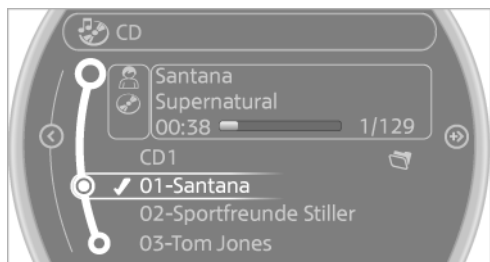 CD
Santana
Supernatural
00:38 1/129
CD1
01-Santana
02-Sportfreunde Stiller
03-Tom Jones